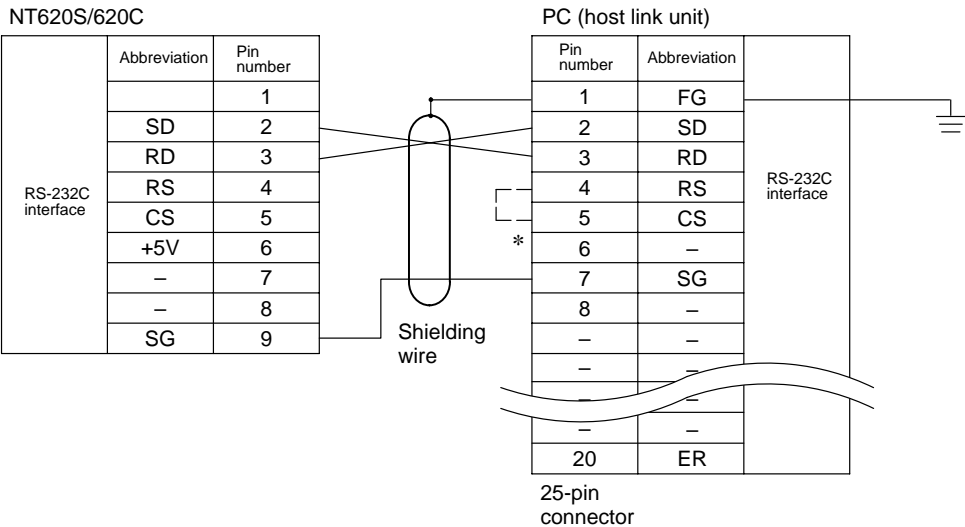 NT620S/620C
PC (host link unit)
RS-232C
interface
Abbreviation Pin
number
1
SD 2
RD 3
RS 4
CS 5
+5V 6
– 7
– 8
SG 9
Shielding
wire
Pin
number Abbreviation
1 FG
2 SD
3 RD
4 RS
5 CS
* 6 –
7 SG
8 –
– –
– –
– –
– –
20 ER
RS-232C
interface
25-pin
connector